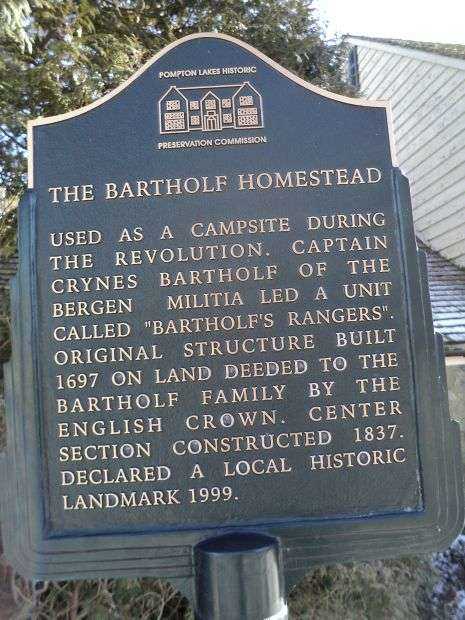 POMPTON LAKES HISTORIC
PRESERVATION COMMISSION
THE BARTHOLF HOMESTEAD
USED AS A CAMPSITE DURING
THE REVOLUTION. CAPTAIN
CRYNES BARTHOLF OF THE
BERGEN MILITIA LED A UNIT
CALLED "BARTHOLF'S RANGERS".
ORIGINAL STRUCTURE BUILT
1697 ON LAND DEEDED TO THE
BARTHOLF FAMILY BY THE
ENGLISH CROWN. CENTER
SECTION CONSTRUCTED 1837.
DECLARED A LOCAL HISTORIC
LANDMARK 1999.